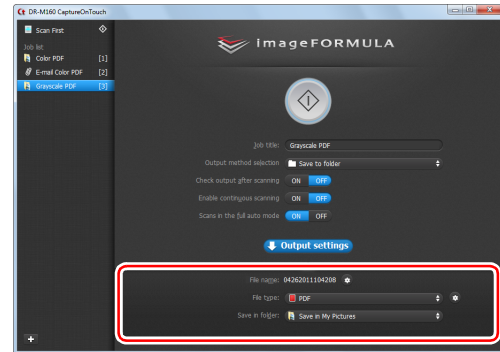 Ct DR-M160 CaptureOnTouch
Scan First
Job list
Color PDF [1]
E-mail Color PDF [2]
Grayscale PDF [3]
imageFORMULA
Job title: Grayscale PDF
Output method selection Save to folder
Check output after scanning ON OFF
Enable continuous scanning ON OFF
Scans in the full auto mode ON OFF
Output settings
File name: 04262011104208
File type: PDF
Save in folder: Save in My Pictures